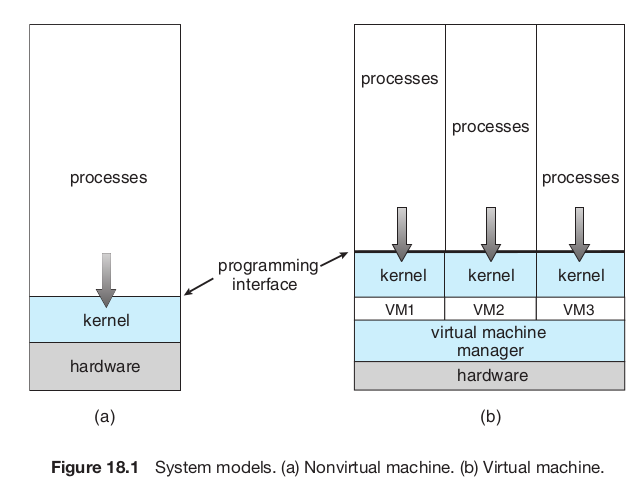 processes
kernel
hardware
(a)
programming
interface
processes
processes
processes
kernel kernel kernel
VM1 VM2 VM3
virtual machine
manager
hardware
(b)
Figure 18.1 System models. (a) Nonvirtual machine. (b) Virtual machine.